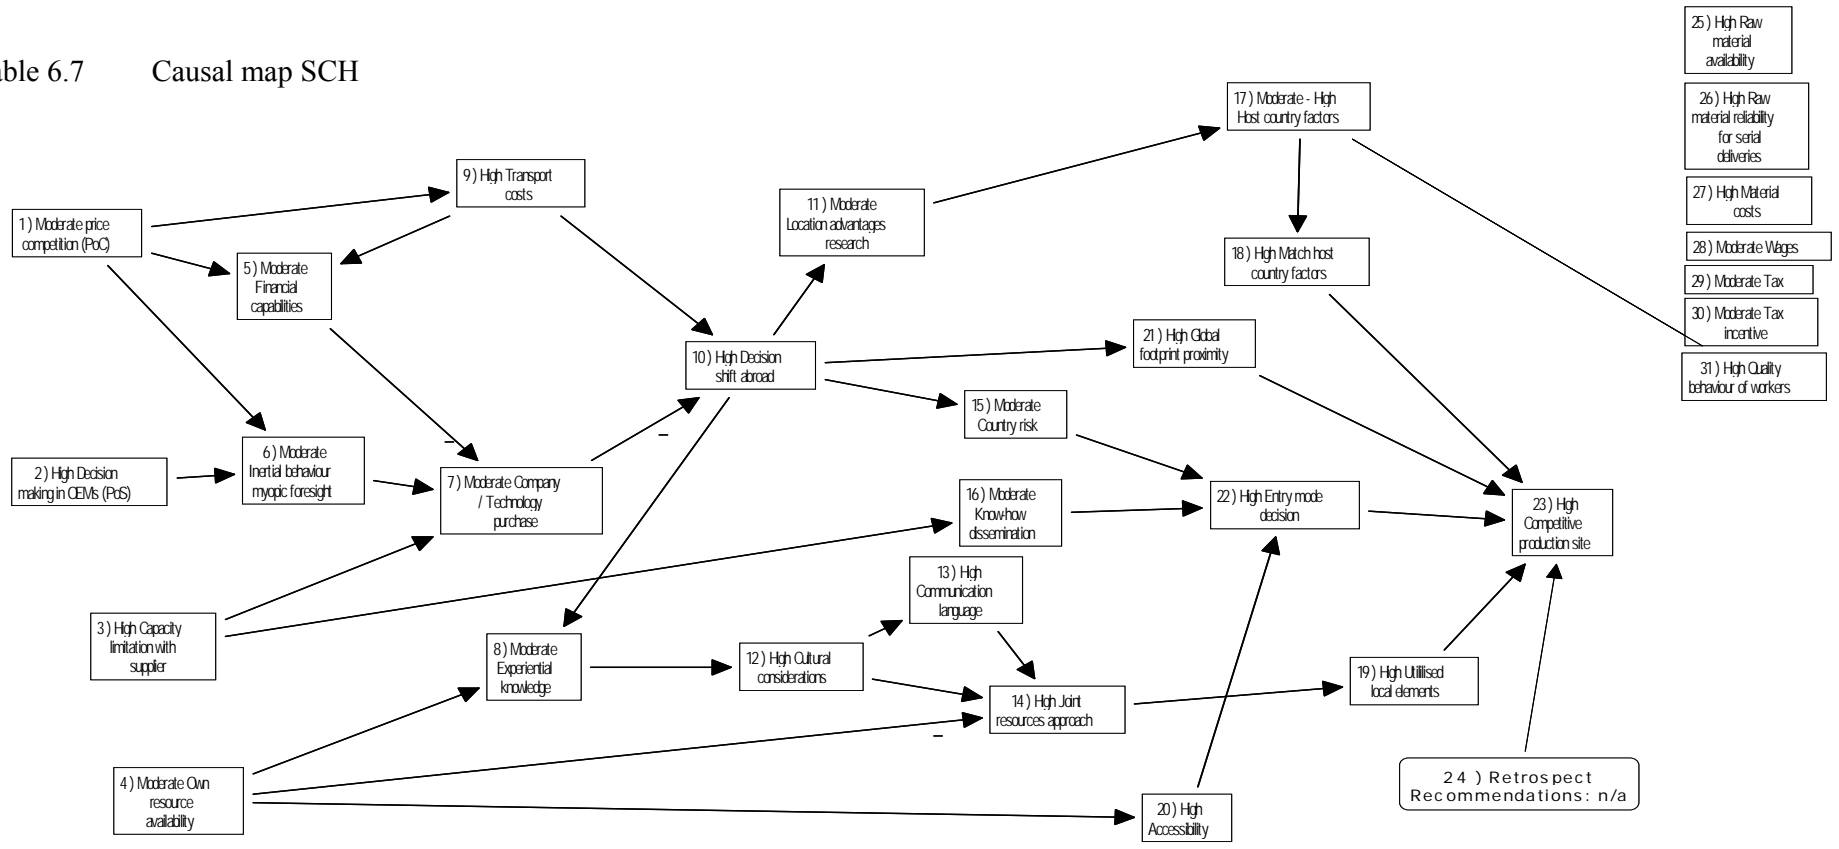 able 6.7 Causal map SCH
1 ) Moderate price
competition (PoC)
2 ) High Decision
making in OEMs (PoS)
3 ) High Capacity
limitation with
supplier
4 ) Moderate Own
resource
availability
5 ) Moderate
Financial
capabilities
6 ) Moderate
Inertial behaviour
myopic foresight
7 ) Moderate Company
/ Technology
purchase
8 ) Moderate
Experiential
knowledge
9 ) High Transport
costs
10 ) High Decision
shift abroad
11 ) Moderate
Location advantages
research
12 ) High Cultural
considerations
13 ) High
Communication
language
14 ) High Joint
resources approach
15 ) Moderate
Country risk
16 ) Moderate
Know-how
dissemination
17 ) Moderate - High
Host country factors
18 ) High Match host
country factors
19 ) High Utillised
local elements
20 ) High
Accessibility
21 ) High Global
footprint proximity
22 ) High Entry mode
decision
23 ) High
Competitive
production site
24 ) Retrospect
Recommendations: n/a
25 ) High Raw
material
availability
26 ) High Raw
material reliability
for serial
deliveries
27 ) High Material
costs
28 ) Moderate Wages
29 ) Moderate Tax
30 ) Moderate Tax
incentive
31 ) High Quality
behaviour of workers
–
–
–